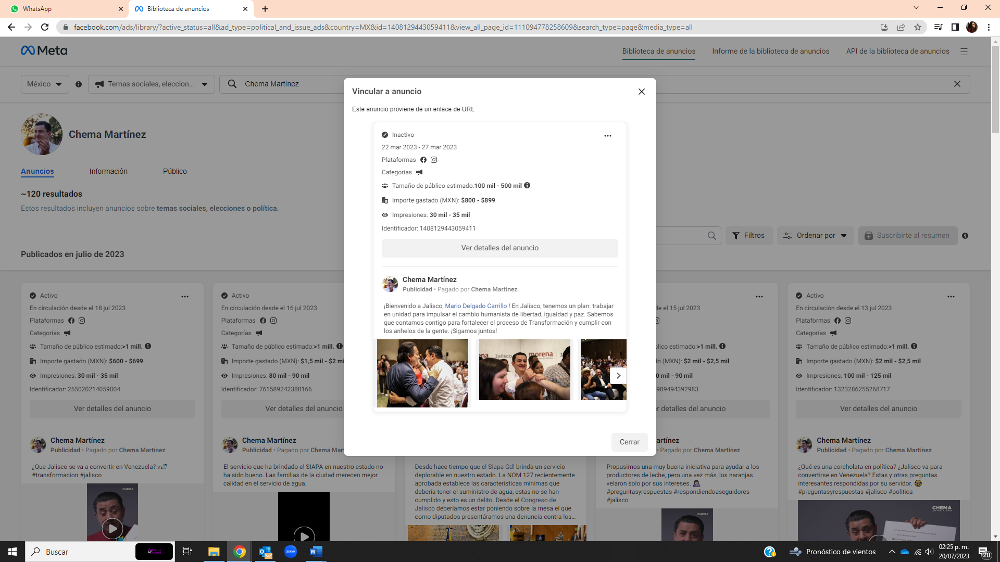 WhatsApp
Biblioteca de anuncios
facebook.com/ads/library/?active_status=all&ad_type=political_and_issue_ads&country=MX&id=1408129443059411&view_all_page_id=111094778258609&search_type=page&media_type=all
Meta
Biblioteca de anuncios
Informe de la biblioteca de anuncios
API de la biblioteca de anuncios
México
Temas sociales, eleccion...
Chema Martínez
Chema Martínez
Anuncios
Información
Público
~120 resultados
Estos resultados incluyen anuncios sobre temas sociales, elecciones o política.
Filtros
Ordenar por
Suscribirte al resumen
Publicados en julio de 2023
Vincular a anuncio
Este anuncio proviene de un enlace de URL
Inactivo
22 mar 2023 - 27 mar 2023
Plataformas
Categorías
Tamaño de público estimado:100 mil - 500 mil
Importe gastado (MXN): $800 - $899
Impresiones: 30 mil - 35 mil
Identificador: 1408129443059411
Ver detalles del anuncio
Chema Martínez
Publicidad • Pagado por Chema Martínez
¡Bienvenido a Jalisco, Mario Delgado Carrillo ! En Jalisco, tenemos un plan: trabajar
en unidad para impulsar el cambio humanista de libertad, igualdad y paz. Sabemos
que contamos contigo para fortalecer el proceso de Transformación y cumplir con
los anhelos de la gente. ¡Sigamos juntos!
Jalisco
morena
Cerrar
Activo
En circulación desde el 18 jul 2023
Plataformas
Categorías
Tamaño de público estimado:>1 mill.
Importe gastado (MXN): $600 - $699
Impresiones: 30 mil - 35 mil
Identificador: 255020214059004
Ver detalles del anuncio
Chema Martínez
Publicidad • Pagado por Chema Martínez
¿Que Jalisco se va a convertir en Venezuela? VE⁉
#transformacion #jalisco
CHEMA
Activo
En circulación desde el 16 jul 2023
Plataformas
Categorías
Tamaño de público estimado:>1 mill.
Importe gastado (MXN): $1,5 mil - $2 mi
Impresiones: 80 mil - 90 mil
Identificador: 761589242388166
Ver detalles del anuncio
Chema Martínez
Publicidad • Pagado por Chema Mar
El servicio que ha brindado el SIAPA en nuestro estado no
ha sido bueno. Las familias de la ciudad merecen mejor
calidad en el servicio de agua.
Desde hace tiempo que el Siapa Gdl brinda un servicio
deplorable en nuestro estado. La NOM 127 recientemente
aprobada establece las características mínimas que
debería tener el suministro de agua, estas no se han
cumplido y esto es un delito. Desde el Congreso de
Jalisco deberíamos estar poniendo sobre la mesa el que
como diputados presentáramos una denuncia contra los...
de el 15 jul 2023
blico estimado:>1 mill.
do (MXN): $2 mil - $2,5 mil
0 mil - 90 mil
989494392983
r detalles del anuncio
artínez
• Pagado por Chema Martínez
Propusimos una muy buena iniciativa para ayudar a los
productores de leche, pero una vez más, los naranjas
velaron solo por sus intereses.
#preguntasyrespuestas #respondiendoaseguidores
#jalisco
CHEMA
Activo
En circulación desde el 13 jul 2023
Plataformas
Categorías
Tamaño de público estimado:>1 mill.
Importe gastado (MXN): $2 mil - $2,5 mil
Impresiones: 100 mil - 125 mil
Identificador: 1323286255268717
Ver detalles del anuncio
Chema Martínez
Publicidad • Pagado por Chema Martínez
¿Qué es una corcholata en política? ¿Jalisco va para
convertirse en Venezuela? Estas y otras preguntas
interesantes respondidas por su servidor.
#preguntasyrespuestas #jalisco #politica
CHEMA
Buscar
zoom
Pronóstico de vientos
02:25 p. m.
20/07/2023
20